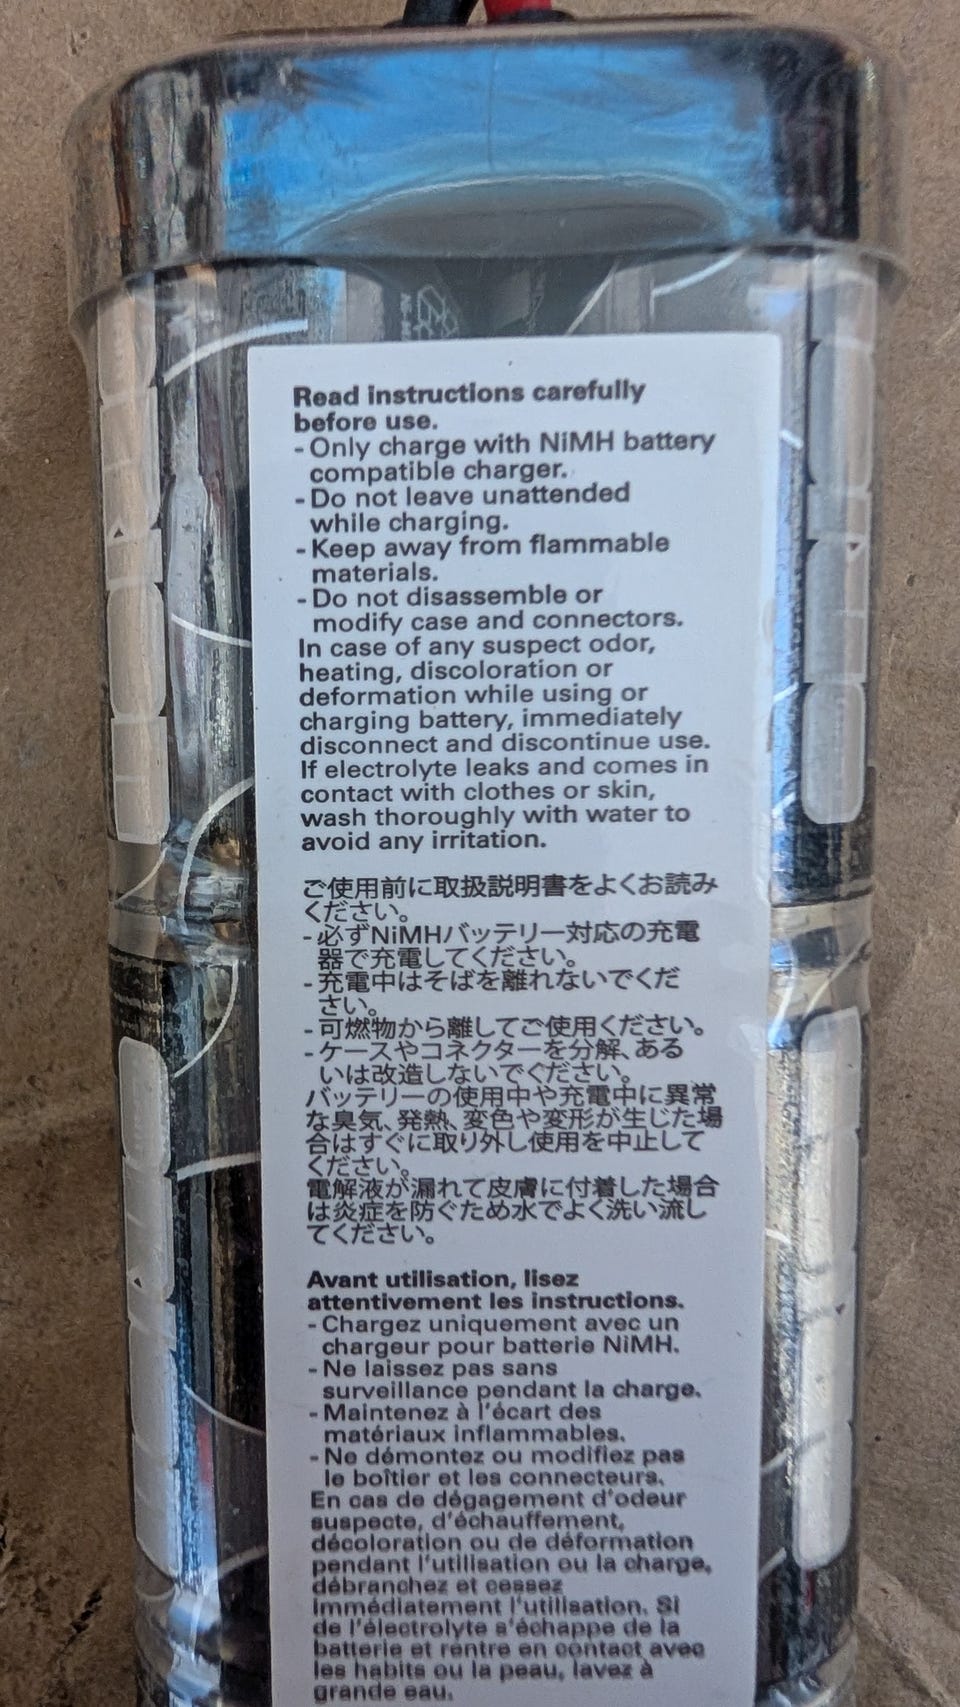 Read instructions carefully
before use.
- Only charge with NiMH battery
compatible charger.
- Do not leave unattended
while charging.
- Keep away from flammable
materials.
- Do not disassemble or
modify case and connectors.
In case of any suspect odor,
heating, discoloration or
deformation while using or
charging battery, immediately
disconnect and discontinue use.
If electrolyte leaks and comes in
contact with clothes or skin,
wash thoroughly with water to
avoid any irritation.
ご使用前に取扱説明書をよくお読み
ください。
- 必ずNiMHバッテリー対応の充電
器で充電してください。
- 充電中はそばを離れないでくだ
さい。
- 可燃物から離してご使用ください。
- ケースやコネクターを分解、ある
いは改造しないでください。
バッテリーの使用中や充電中に異常
な臭気、発熱、変色や変形が生じた場
合はすぐに取り外し使用を中止して
ください。
電解液が漏れて皮膚に付着した場合
は炎症を防ぐため水でよく洗い流し
てください。
Avant utilisation, lisez
attentivement les instructions.
- Chargez uniquement avec un
chargeur pour batterie NiMH.
- Ne laissez pas sans
surveillance pendant la charge.
- Maintenez à l'écart des
matériaux inflammables.
- Ne démontez ou modifiez pas
le boîtier et les connecteurs.
En cas de dégagement d'odeur
suspecte, d'échauffement,
décoloration ou de déformation
pendant l'utilisation ou la charge,
débranchez et cessez
immédiatement l'utilisation. Si
de l'électrolyte s'échappe de la
batterie et rentre en contact avec
les habits ou la peau, lavez à
grande eau.